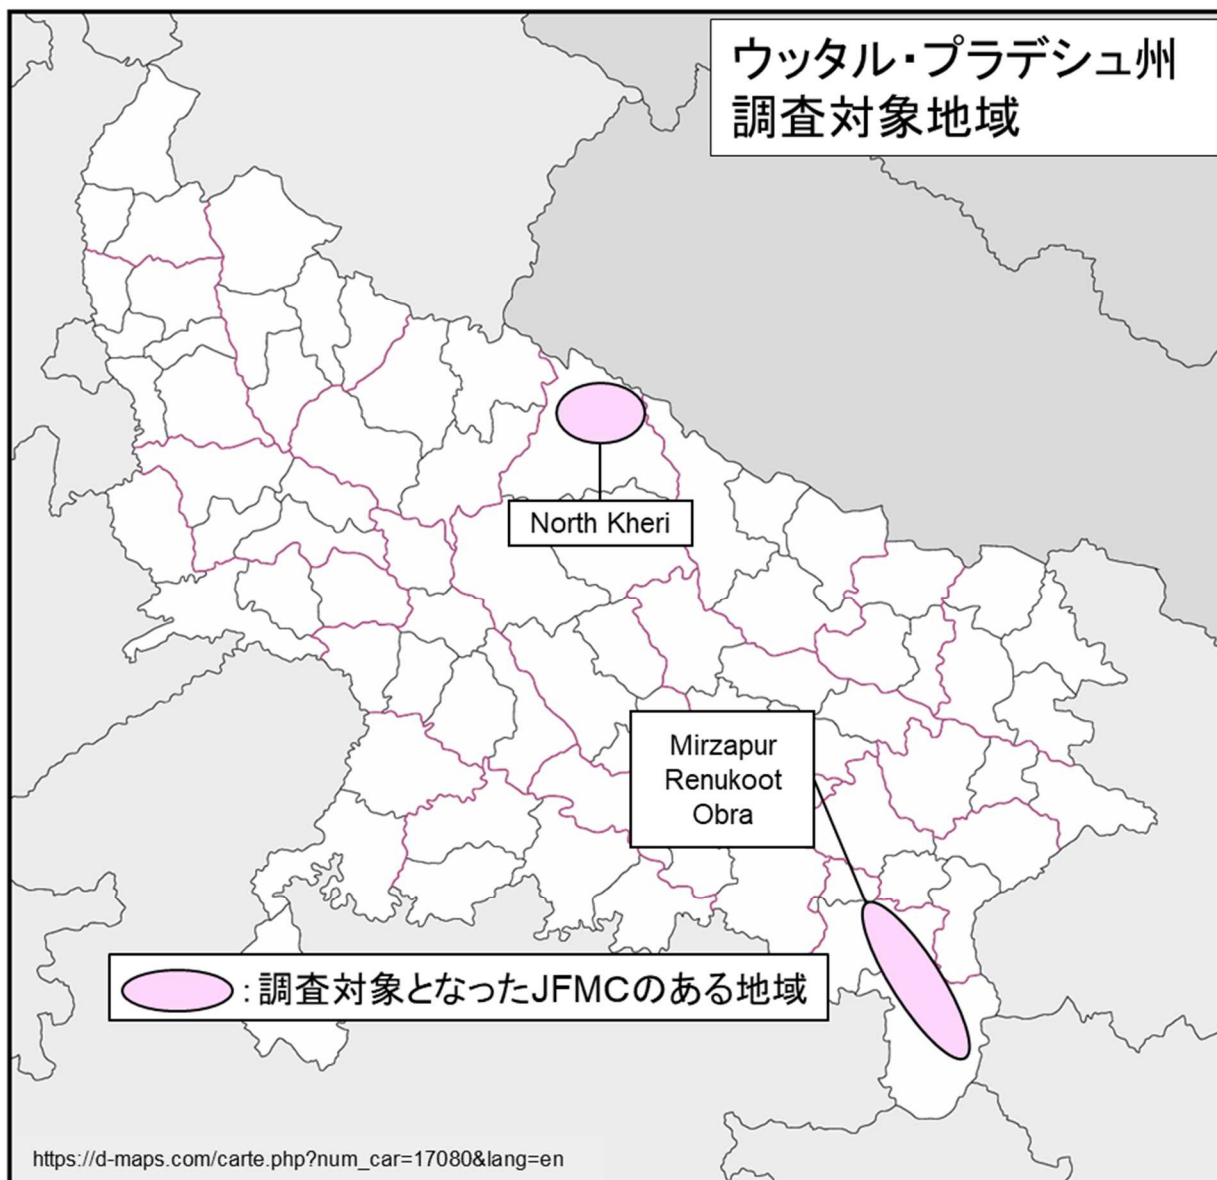 ウッタル・プラデシュ州
調査対象地域
North Kheri
Mirzapur
Renukoot
Obra
：調査対象となったJFMCのある地域
https://d-maps.com/carte.php?num_car=17080&lang=en